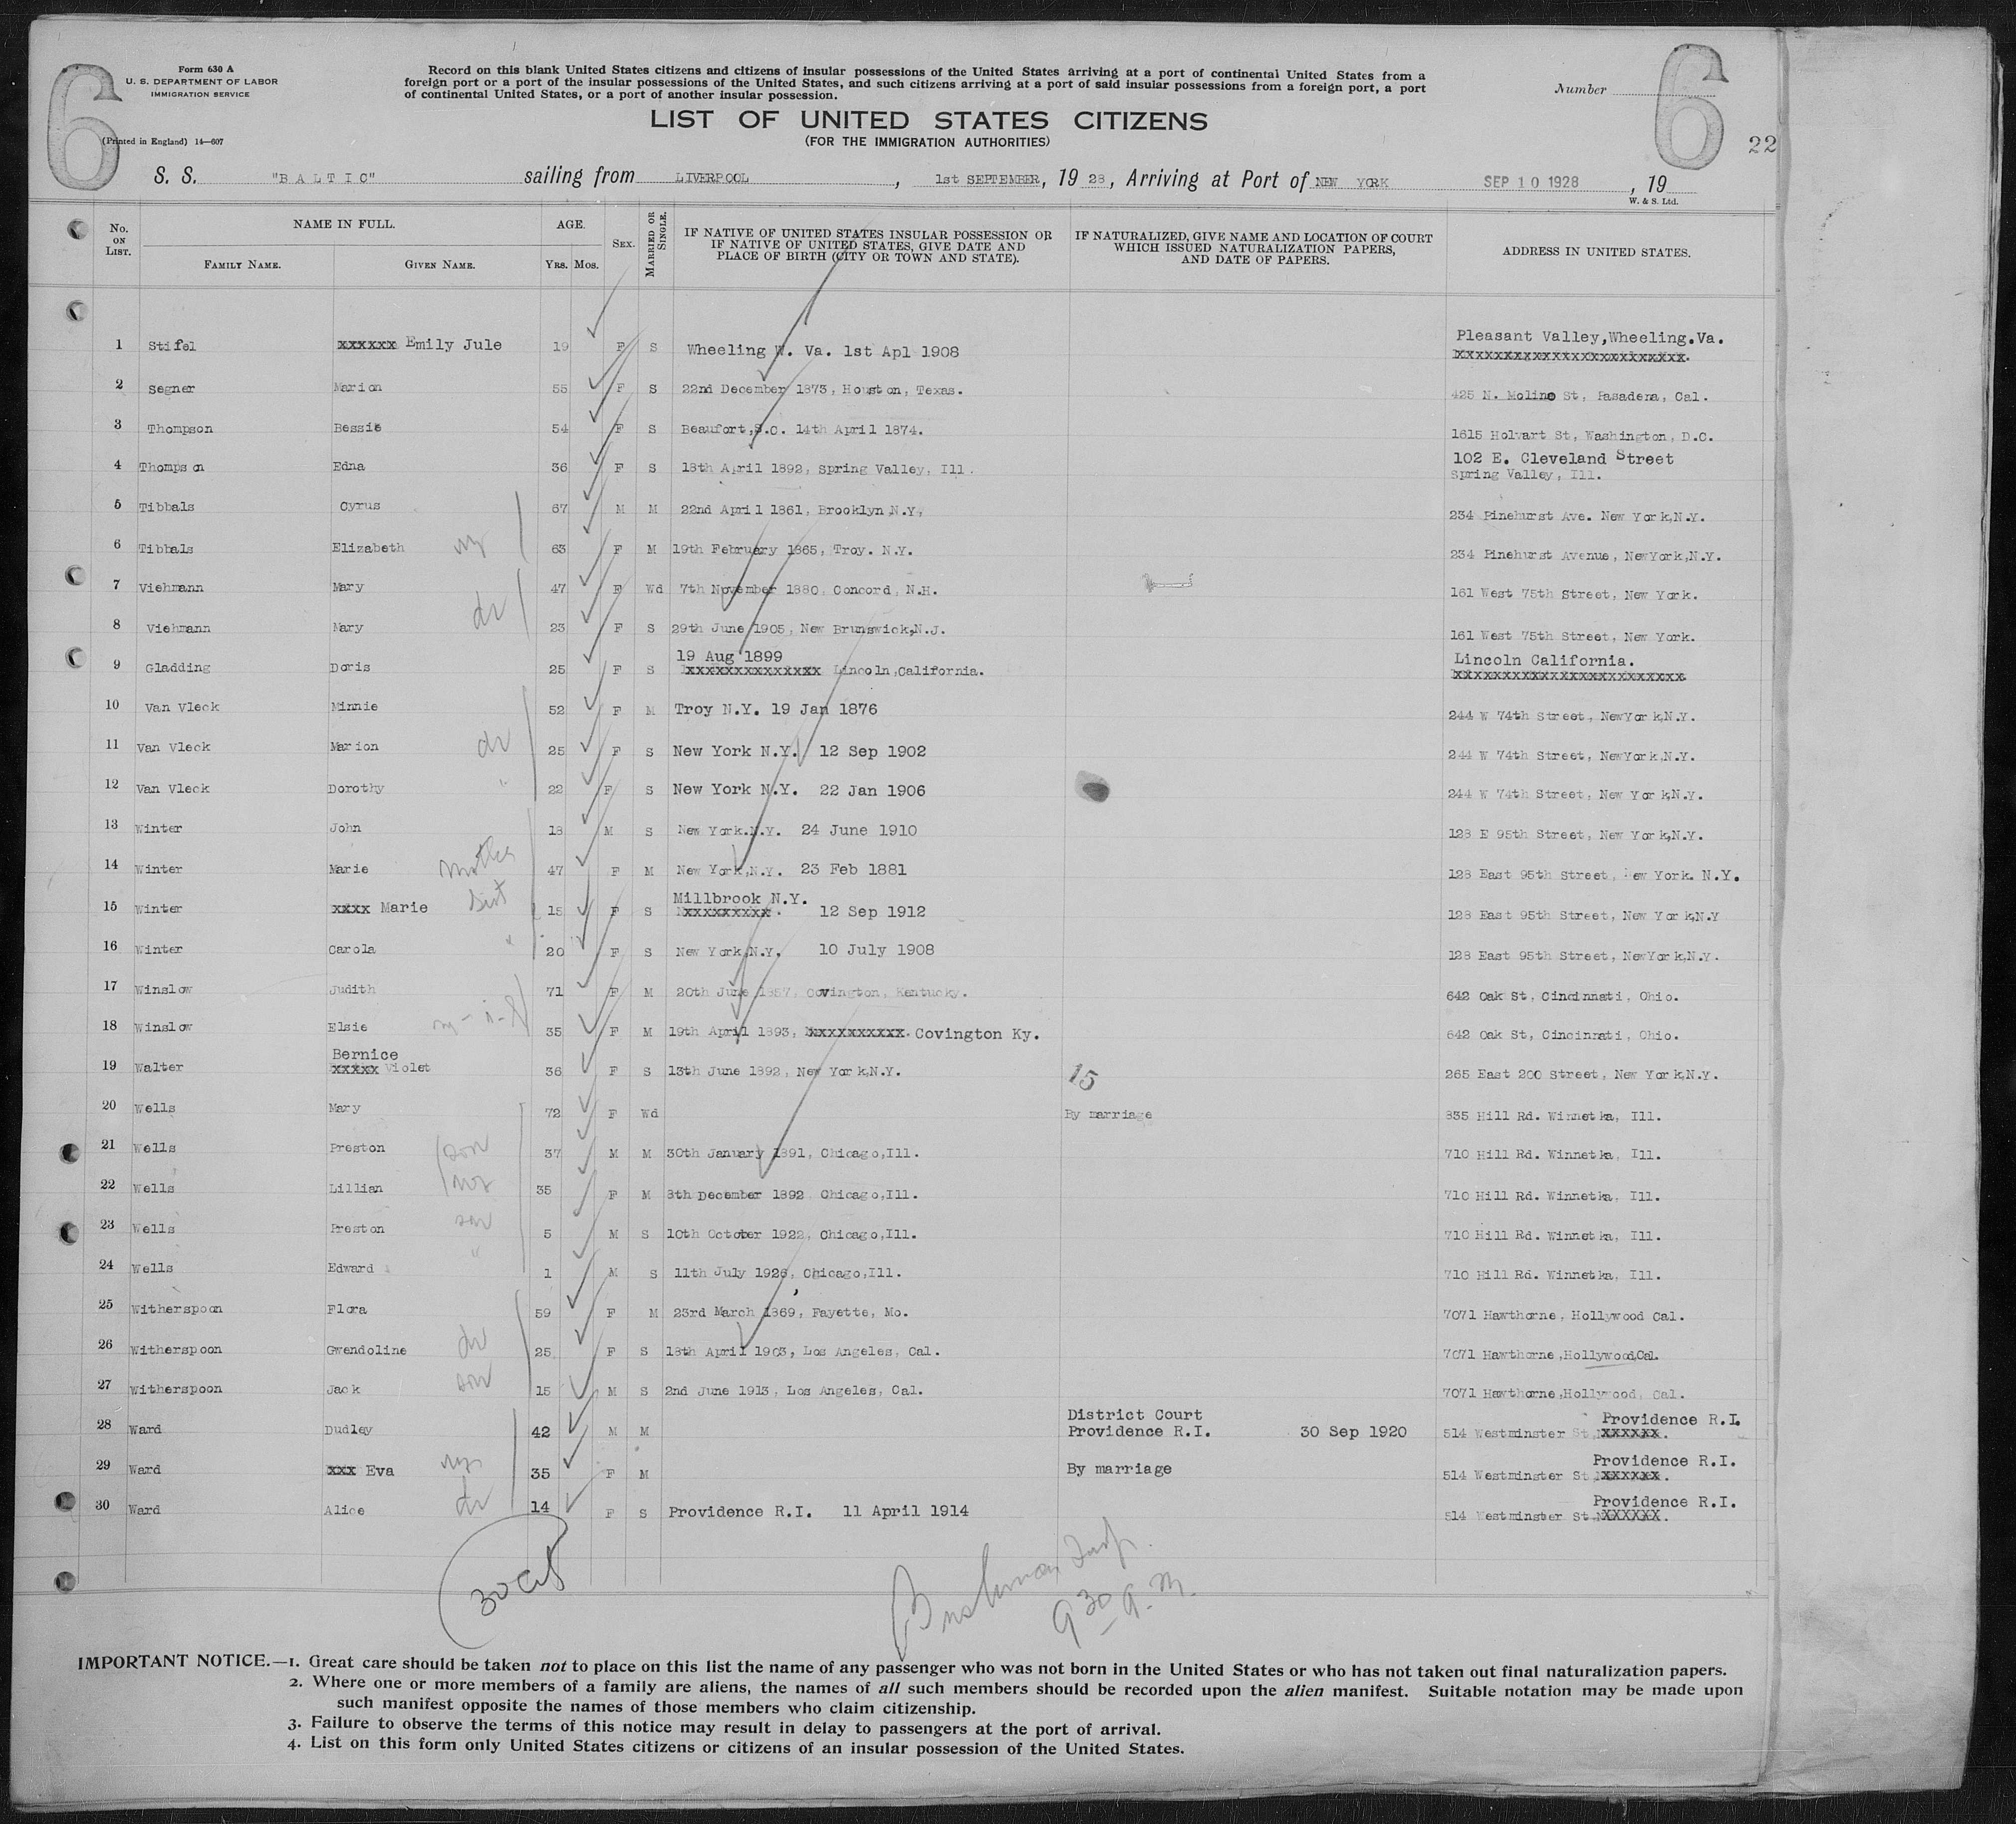 6
Form 630 A
U. S. DEPARTMENT OF LABOR
IMMIGRATION SERVICE
(Printed in England) 14—607
Record on this blank United States citizens and citizens of insular possessions of the United States arriving at a port of continental United States from a
foreign port or a port of the insular possessions of the United States, and such citizens arriving at a port of said insular possessions from a foreign port, a port
of continental United States, or a port of another insular possession.
Number
6
22
LIST OF UNITED STATES CITIZENS
(FOR THE IMMIGRATION AUTHORITIES)
S. S. "BALTIC" sailing from LIVERPOOL, 1st SEPTEMBER, 1928, Arriving at Port of NEW YORK SEP 10 1928, 19
W. & S. Ltd.
No. ON LIST. NAME IN FULL. FAMILY NAME. GIVEN NAME. AGE. YRS. MOS. SEX. MARRIED OR SINGLE. IF NATIVE OF UNITED STATES INSULAR POSSESSION OR IF NATIVE OF UNITED STATES, GIVE DATE AND PLACE OF BIRTH (CITY OR TOWN AND STATE). IF NATURALIZED, GIVE NAME AND LOCATION OF COURT WHICH ISSUED NATURALIZATION PAPERS, AND DATE OF PAPERS. ADDRESS IN UNITED STATES.
1 Stifel xxxxxx Emily Jule 19 F S Wheeling W. Va. 1st Apl 1908 Pleasant Valley,Wheeling.Va.
xxxxxxxxxxxxxxxxxxxxxxxx.
2 Segner Marion 55 F S 22nd December 1873, Houston, Texas. 425 N. Molino St, Pasadena, Cal.
3 Thompson Bessie 54 F S Beaufort,S.C. 14th April 1874. 1615 Holvart St, Washington, D.C.
4 Thompson Edna 36 F S 18th April 1892, Spring Valley, Ill. 102 E. Cleveland Street
Spring Valley, Ill.
5 Tibbals Cyrus 67 M M 22nd April 1861, Brooklyn N.Y, 234 Pinehurst Ave. New York,N.Y.
6 Tibbals Elizabeth 63 F M 19th February 1865, Troy. N.Y. 234 Pinehurst Avenue, NewYork,N.Y.
7 Viehmann Mary 47 F Wd 7th November 1880, Concord, N.H. 161 West 75th Street, New York.
8 Viehmann Mary dr 23 F S 29th June 1905, New Brunswick,N.J. 161 West 75th Street, New York.
9 Gladding Doris 25 F S 19 Aug 1899 xxxxxxxxxxxxxx Lincoln,California. Lincoln California.
xxxxxxxxxxxxxxxxxxxxxxxx
10 Van Vleck Minnie 52 F M Troy N.Y. 19 Jan 1876 244 W 74th Street, NewYork,N.Y.
11 Van Vleck Marion dr 25 F S New York N.Y. 12 Sep 1902 244 W 74th Street, NewYork,N.Y.
12 Van Vleck Dorothy " 22 F S New York N.Y. 22 Jan 1906 244 W 74th Street, New York,N.Y.
13 Winter John 18 M S New York.N.Y. 24 June 1910 128 E 95th Street, New York,N.Y.
14 Winter Marie mother 47 F M New York,N.Y. 23 Feb 1881 128 East 95th Street, New York. N.Y.
15 Winter xxxx Marie Sist 15 F S Millbrook N.Y. xxxxxxxxx. 12 Sep 1912 128 East 95th Street, New York,N.Y
16 Winter Carola " 20 F S New York,N.Y, 10 July 1908 128 East 95th Street, NewYork,N.Y.
17 Winslow Judith 71 F M 20th June 1857, Covington, Kentucky. 642 Oak St, Cincinnati, Ohio.
18 Winslow Elsie 35 F M 19th April 1893, xxxxxxxxxx. Covington Ky. 642 Oak St, Cincinnati, Ohio.
19 Walter Bernice xxxxx Violet 36 F S 13th June 1892, New York,N.Y. 15 265 East 200 Street, New York,N.Y.
20 Wells Mary 72 F Wd By marriage 835 Hill Rd. Winnetka, Ill.
21 Wells Preston son 37 M M 30th January 1891, Chicago,Ill. 710 Hill Rd. Winnetka, Ill.
22 Wells Lillian 35 F M 8th December 1892 Chicago,Ill. 710 Hill Rd. Winnetka, Ill.
23 Wells Preston son 5 M S 10th October 1922, Chicago,Ill. 710 Hill Rd. Winnetka, Ill.
24 Wells Edward " 1 M S 11th July 1926, Chicago,Ill. 710 Hill Rd. Winnetka, Ill.
25 Witherspoon Flora 59 F M 23rd March 1869, Fayette, Mo. 7071 Hawthorne, Hollywood Cal.
26 Witherspoon Gwendoline dr 25 F S 18th April 1903, Los Angeles, Cal. 7071 Hawthorne,Hollywood,Cal.
27 Witherspoon Jack son 15 M S 2nd June 1913, Los Angeles, Cal. 7071 Hawthorne,Hollywood, Cal.
28 Ward Dudley 42 M M District Court Providence R.I. 30 Sep 1920 514 Westminster St, xxxxxx. Providence R.I.
29 Ward xxx Eva 35 F M By marriage 514 Westminster St xxxxxx. Providence R.I.
30 Ward Alice dr 14 F S Providence R.I. 11 April 1914 514 Westminster St. xxxxxx. Providence R.I.
30 cit
Bushman Insp.
9 30 a.m.
IMPORTANT NOTICE.—1. Great care should be taken not to place on this list the name of any passenger who was not born in the United States or who has not taken out final naturalization papers.
2. Where one or more members of a family are aliens, the names of all such members should be recorded upon the alien manifest. Suitable notation may be made upon
such manifest opposite the names of those members who claim citizenship.
3. Failure to observe the terms of this notice may result in delay to passengers at the port of arrival.
4. List on this form only United States citizens or citizens of an insular possession of the United States.